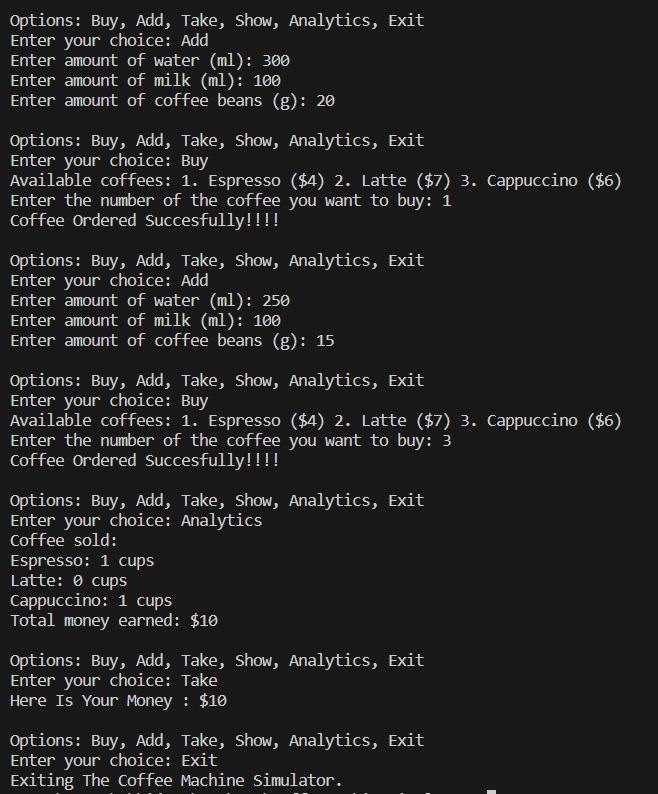 Options: Buy, Add, Take, Show, Analytics, Exit
Enter your choice: Add
Enter amount of water (ml): 300
Enter amount of milk (ml): 100
Enter amount of coffee beans (g): 20
Options: Buy, Add, Take, Show, Analytics, Exit
Enter your choice: Buy
Available coffees: 1. Espresso ($4) 2. Latte ($7) 3. Cappuccino ($6)
Enter the number of the coffee you want to buy: 1
Coffee Ordered Succesfully!!!!
Options: Buy, Add, Take, Show, Analytics, Exit
Enter your choice: Add
Enter amount of water (ml): 250
Enter amount of milk (ml): 100
Enter amount of coffee beans (g): 15
Options: Buy, Add, Take, Show, Analytics, Exit
Enter your choice: Buy
Available coffees: 1. Espresso ($4) 2. Latte ($7) 3. Cappuccino ($6)
Enter the number of the coffee you want to buy: 3
Coffee Ordered Succesfully!!!!
Options: Buy, Add, Take, Show, Analytics, Exit
Enter your choice: Analytics
Coffee sold:
Espresso: 1 cups
Latte: 0 cups
Cappuccino: 1 cups
Total money earned: $10
Options: Buy, Add, Take, Show, Analytics, Exit
Enter your choice: Take
Here Is Your Money : $10
Options: Buy, Add, Take, Show, Analytics, Exit
Enter your choice: Exit
Exiting The Coffee Machine Simulator.